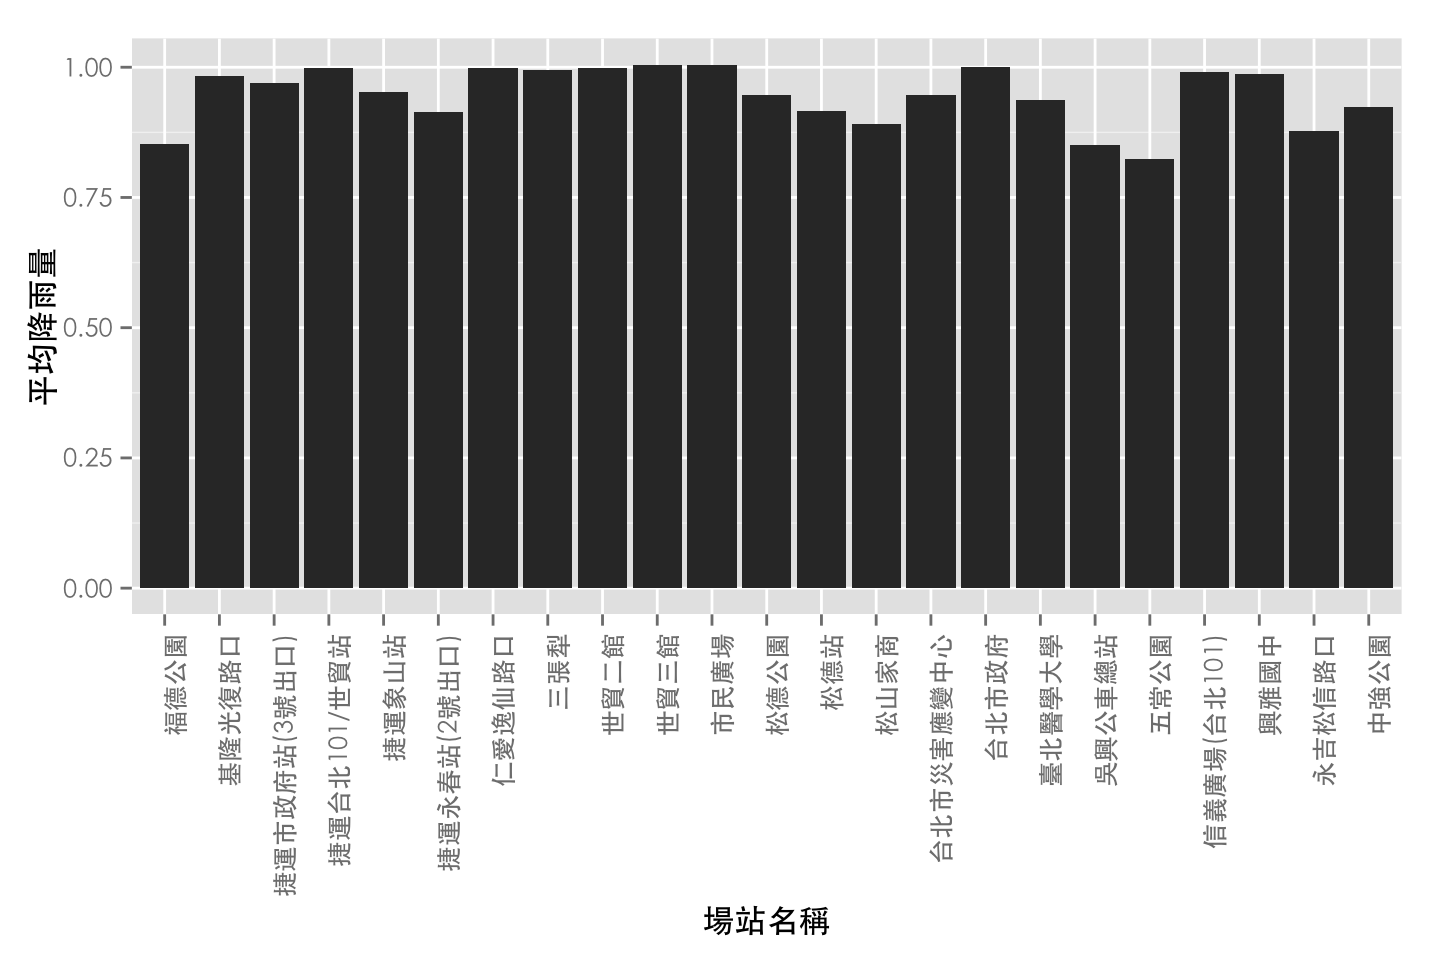 平均降雨量
1.00
0.75
0.50
0.25
0.00
福德公園
基隆光復路口
捷運市政府站(3號出口)
捷運台北101/世貿站
捷運象山站
捷運永春站(2號出口)
仁愛逸仙路口
三張犁
世貿二館
世貿三館
市民廣場
松德公園
松德站
松山家商
台北市災害應變中心
台北市政府
臺北醫學大學
吳興公車總站
五常公園
信義廣場(台北101)
興雅國中
永吉松信路口
中強公園
場站名稱